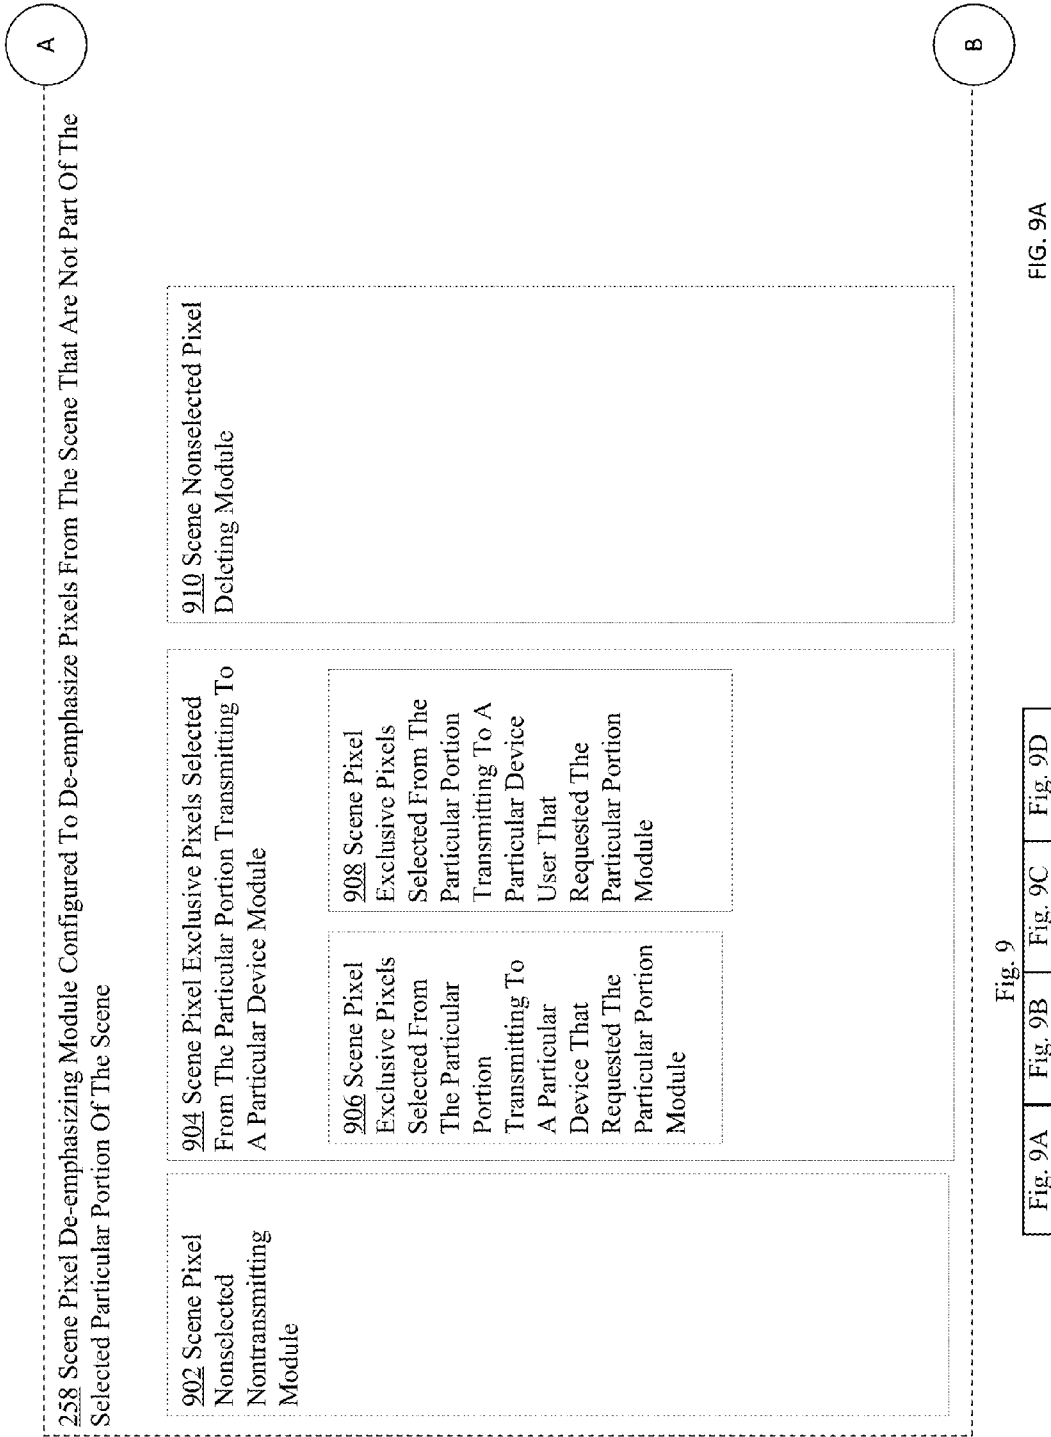 258 Scene Pixel De-emphasizing Module Configured To De-emphasize Pixels From The Scene That Are Not Part Of The
Selected Particular Portion Of The Scene
902 Scene Pixel
Nonselected
Nontransmitting
Module
904 Scene Pixel Exclusive Pixels Selected
From The Particular Portion Transmitting To
A Particular Device Module
906 Scene Pixel
Exclusive Pixels
Selected From
The Particular
Portion
Transmitting To
A Particular
Device That
Requested The
Particular Portion
Module
908 Scene Pixel
Exclusive Pixels
Selected From The
Particular Portion
Transmitting To A
Particular Device
User That
Requested The
Particular Portion
Module
910 Scene Nonselected Pixel
Deleting Module
A
B
Fig. 9
Fig. 9A Fig. 9B Fig. 9C Fig. 9D
FIG. 9A